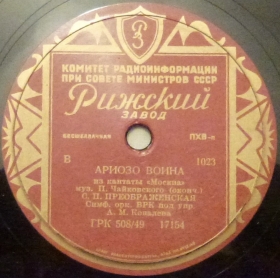 КОМИТЕТ РАДИОИНФОРМАЦИИ
ПРИ СОВЕТЕ МИНИСТРОВ СССР
Рижский
ЗАВОД
В 1023
АРИОЗО ВОИНА
из кантаты «Москва»
муз. П. Чайковского (оконч.)
С. П. ПРЕОБРАЖЕНСКАЯ
Симф. орк. ВРК под упр.
А. М. Ковалева
ГРК 508/49 17154